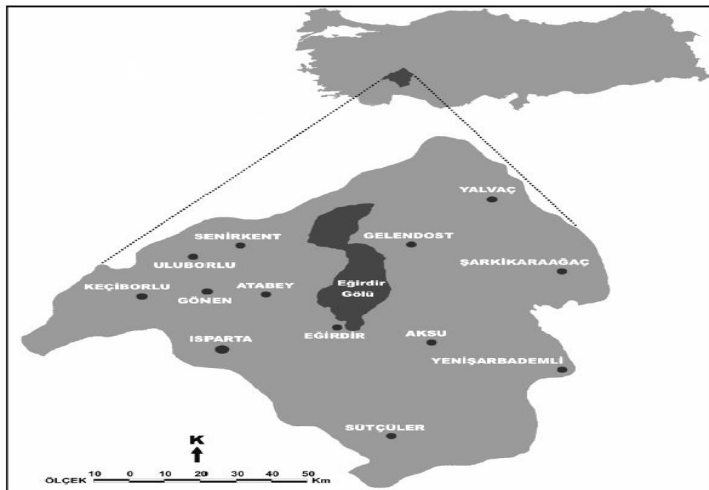 YALVAÇ
SENİRKENT
GELENDOST
ULUBORLU
ŞARKİKARAAĞAÇ
KEÇİBORLU
GÖNEN
ATABEY
Eğirdir
Gölü
ISPARTA
EĞİRDİR
AKSU
YENİŞARBADEMLİ
SÜTÇÜLER
K
ÖLÇEK 10 0 10 20 30 40 50 Km